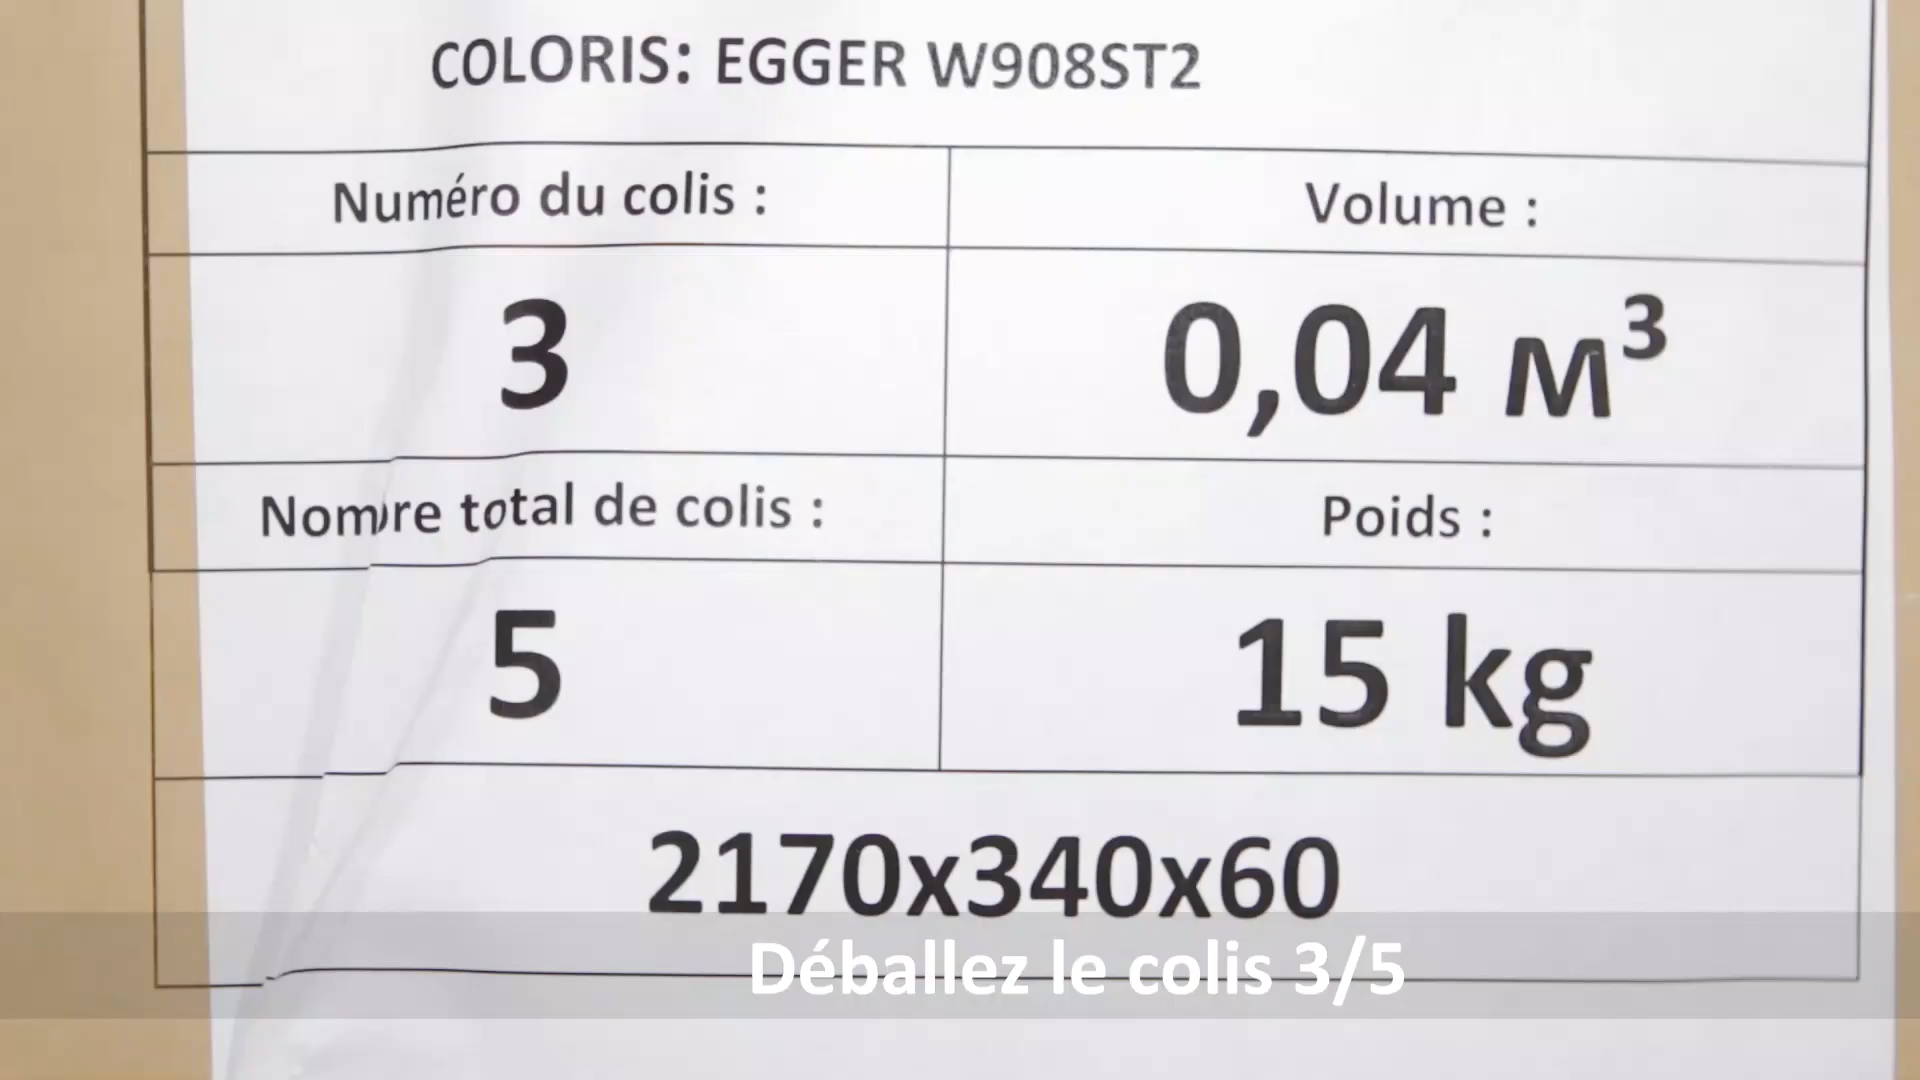 COLORIS: EGGER W908ST2
Numéro du colis :
Volume :
3
0,04 м³
Nombre total de colis :
Poids :
5
15 kg
2170x340x60
Déballez le colis 3/5